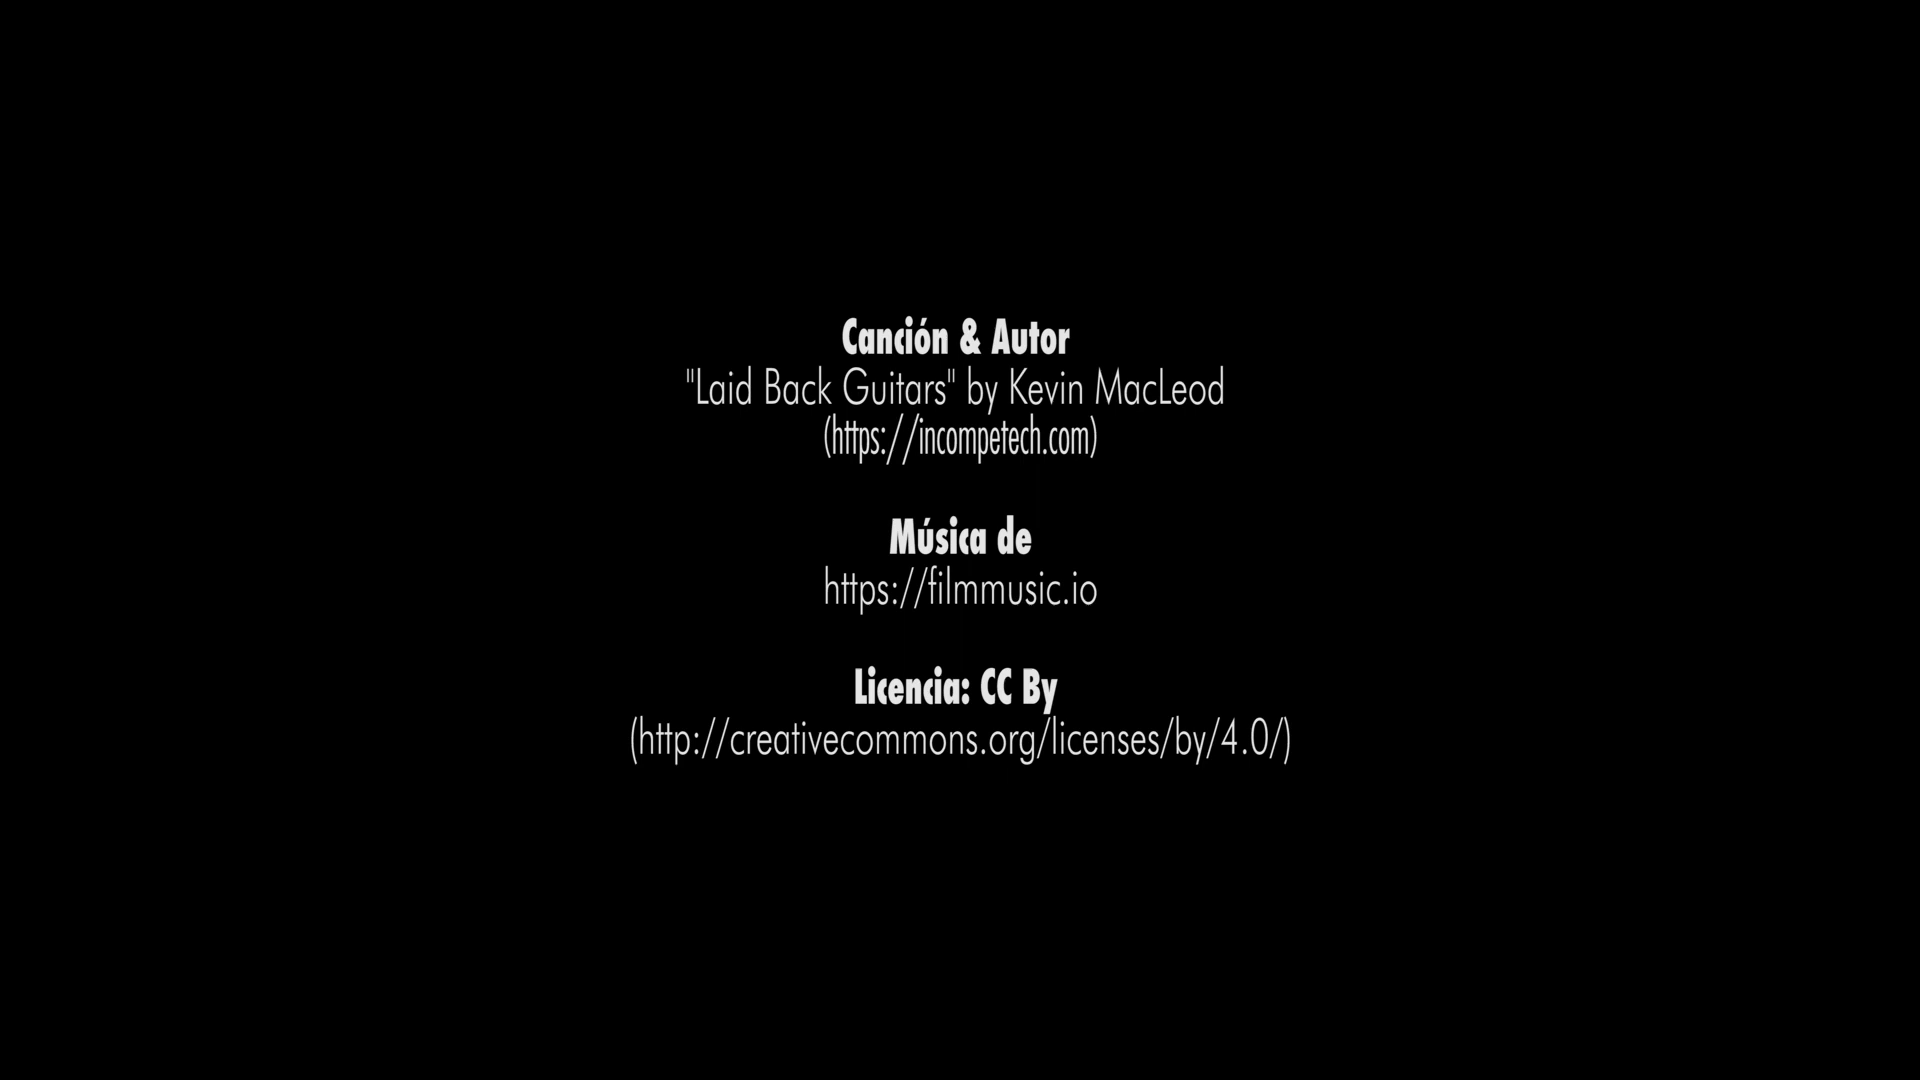 Canción & Autor
"Laid Back Guitars" by Kevin MacLeod
(https://incompetech.com)
Música de
https://filmmusic.io
Licencia: CC By
(http://creativecommons.org/licenses/by/4.0/)